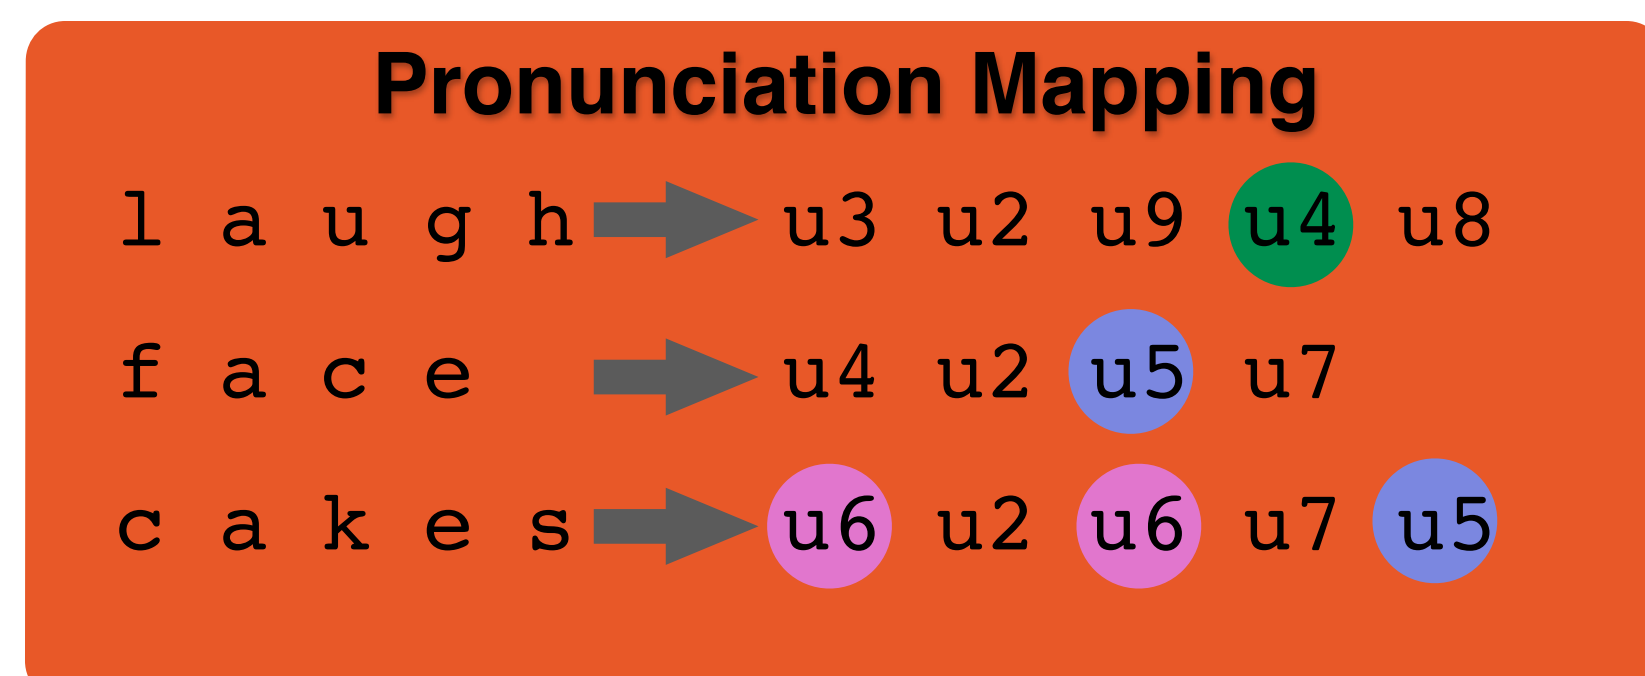 Pronunciation Mapping
l a u g h u3 u2 u9 u4 u8
f a c e u4 u2 u5 u7
c a k e s u6 u2 u6 u7 u5